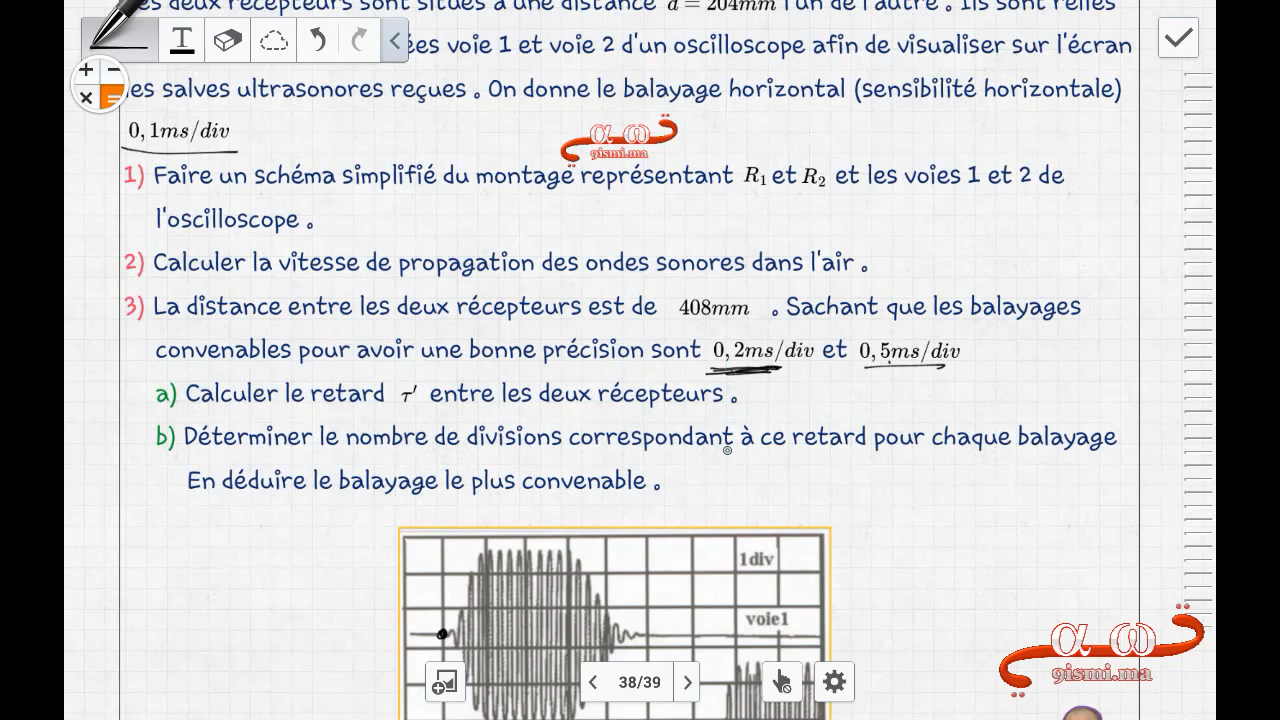 es deux récepteurs sont situés à une distance d = 204mm l'un de l'autre . Ils sont reliés
ées voie 1 et voie 2 d'un oscilloscope afin de visualiser sur l'écran
les salves ultrasonores reçues . On donne le balayage horizontal (sensibilité horizontale)
0, 1ms/div
α ω
gismi.ma
1) Faire un schéma simplifié du montage représentant R₁ et R₂ et les voies 1 et 2 de
l'oscilloscope .
2) Calculer la vitesse de propagation des ondes sonores dans l'air .
3) La distance entre les deux récepteurs est de 408mm . Sachant que les balayages
convenables pour avoir une bonne précision sont 0, 2ms/div et 0, 5ms/div
a) Calculer le retard τ′ entre les deux récepteurs .
b) Déterminer le nombre de divisions correspondant à ce retard pour chaque balayage
En déduire le balayage le plus convenable .
1div
voie1
α ω
gismi.ma
38/39